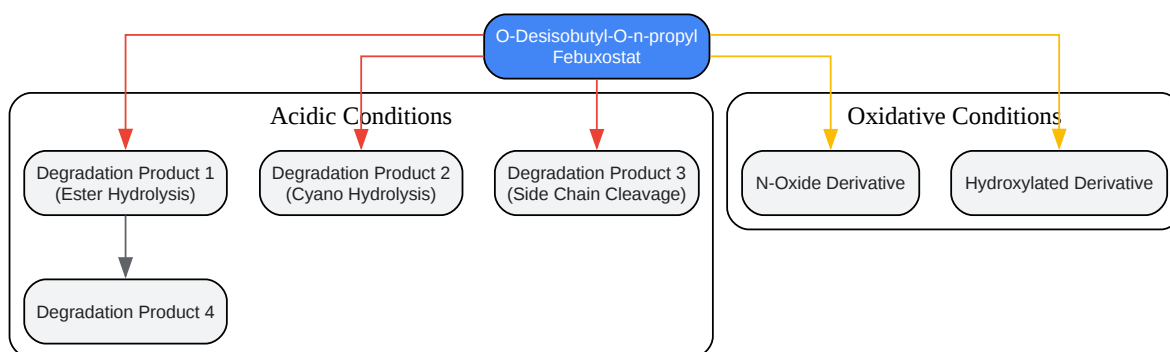 O-Desisobutyl-O-n-propyl
Febuxostat
Acidic Conditions
Oxidative Conditions
Degradation Product 1
(Ester Hydrolysis)
Degradation Product 2
(Cyano Hydrolysis)
Degradation Product 3
(Side Chain Cleavage)
N-Oxide Derivative
Hydroxylated Derivative
Degradation Product 4